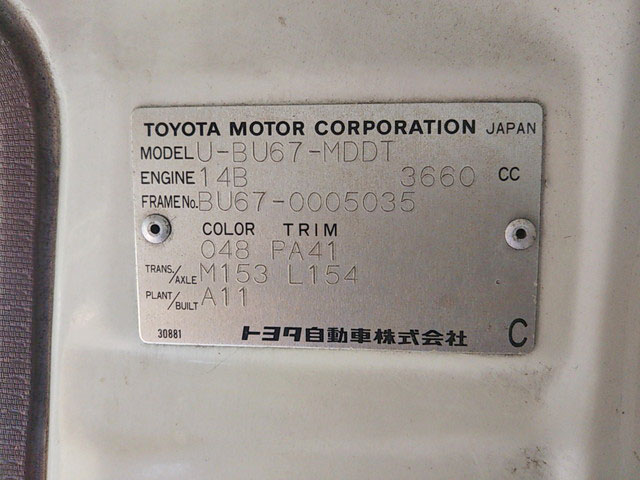 TOYOTA MOTOR CORPORATION JAPAN
MODEL U-BU67-MDDT
ENGINE 14B 3660 CC
FRAME No. BU67-0005035
COLOR TRIM
048 PA41
TRANS./AXLE M153 L154
PLANT/BUILT A11
30881 トヨタ自動車株式会社 C